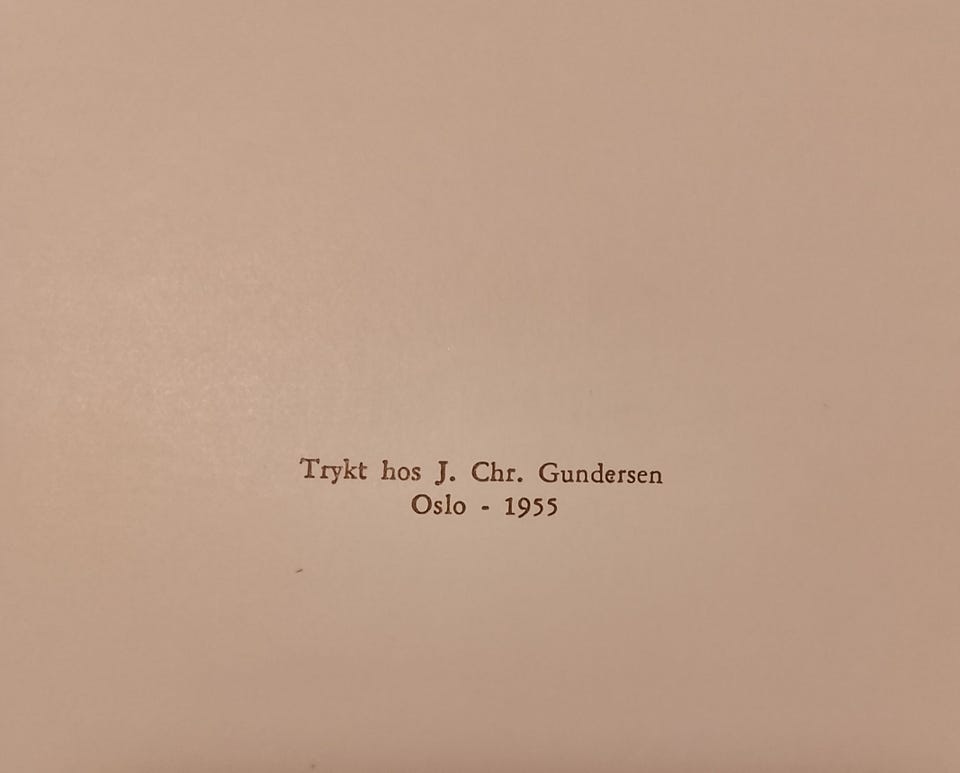 Trykt hos J. Chr. Gundersen
Oslo - 1955